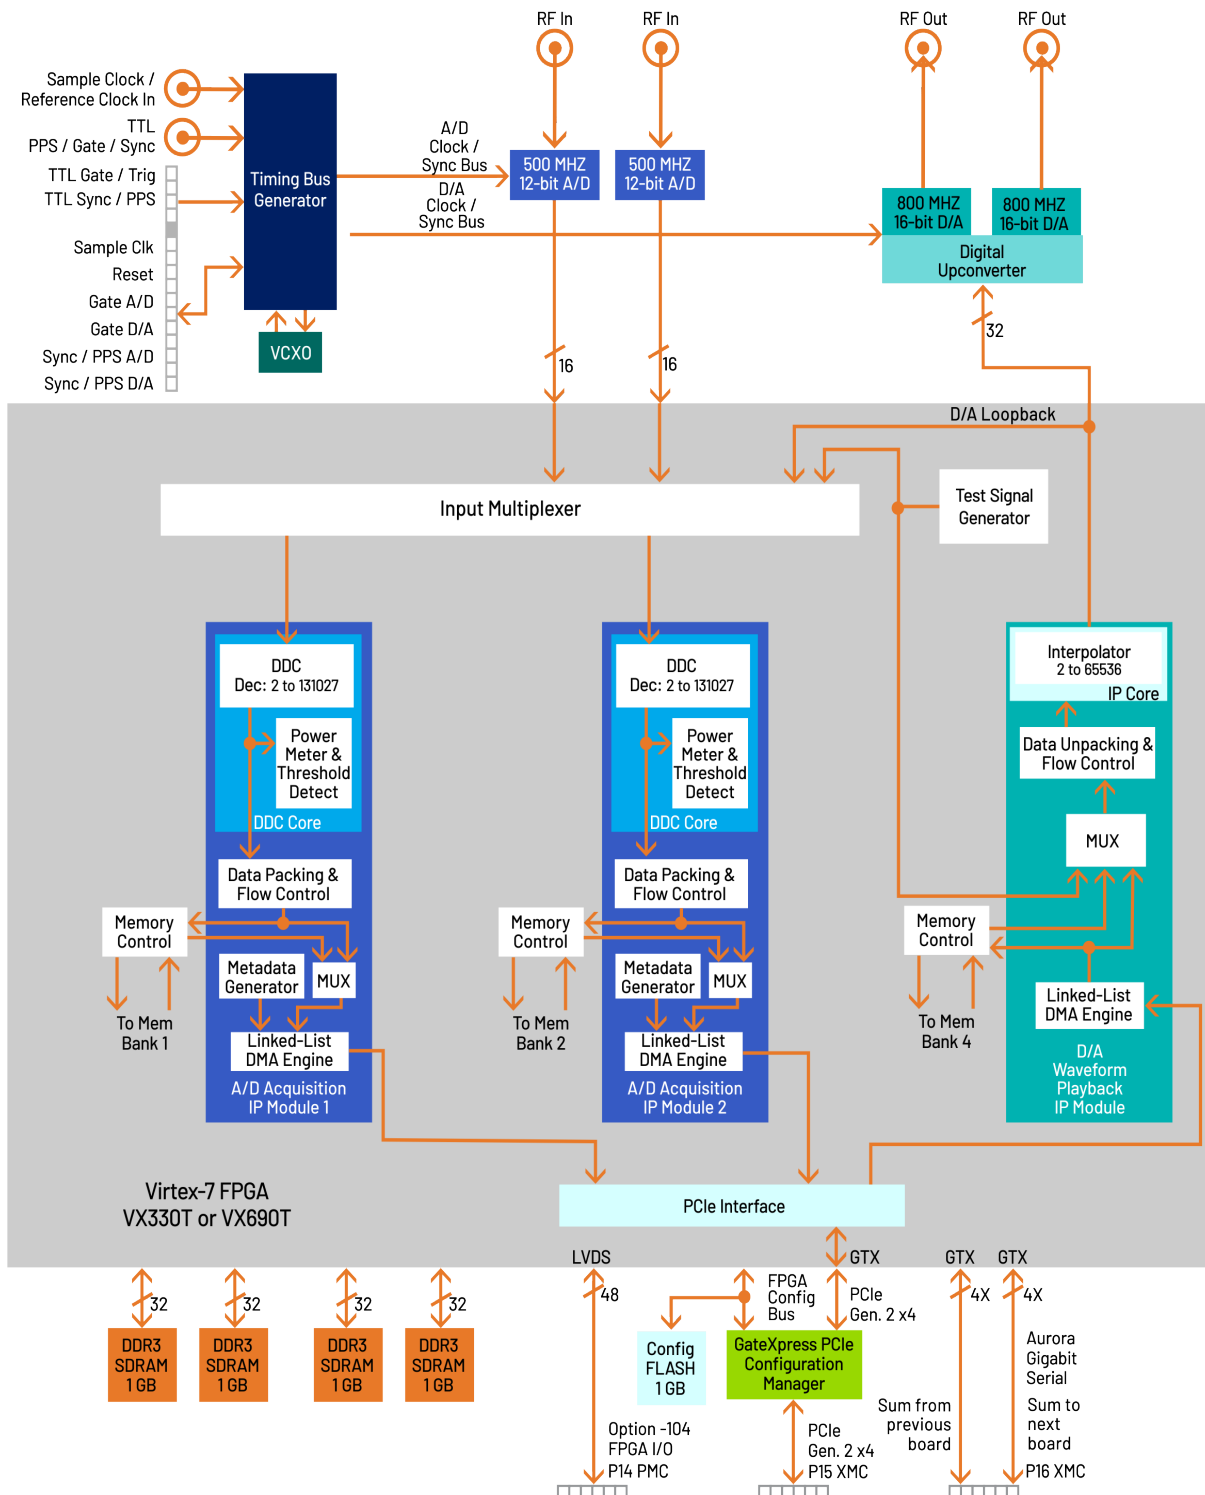 RF In
RF In
RF Out
RF Out
Sample Clock /
Reference Clock In
TTL
PPS / Gate / Sync
TTL Gate / Trig
TTL Sync / PPS
Sample Clk
Reset
Gate A/D
Gate D/A
Sync / PPS A/D
Sync / PPS D/A
Timing Bus
Generator
VCXO
A/D
Clock /
Sync Bus
D/A
Clock /
Sync Bus
500 MHZ
12-bit A/D
500 MHZ
12-bit A/D
800 MHZ
16-bit D/A
800 MHZ
16-bit D/A
Digital
Upconverter
16
16
32
D/A Loopback
Input Multiplexer
Test Signal
Generator
DDC
Dec: 2 to 131027
Power
Meter &
Threshold
Detect
DDC Core
Data Packing &
Flow Control
Memory
Control
Metadata
Generator
MUX
To Mem
Bank 1
Linked-List
DMA Engine
A/D Acquisition
IP Module 1
DDC
Dec: 2 to 131027
Power
Meter &
Threshold
Detect
DDC Core
Data Packing &
Flow Control
Memory
Control
Metadata
Generator
MUX
To Mem
Bank 2
Linked-List
DMA Engine
A/D Acquisition
IP Module 2
Interpolator
2 to 65536
IP Core
Data Unpacking &
Flow Control
MUX
Memory
Control
To Mem
Bank 4
Linked-List
DMA Engine
D/A
Waveform
Playback
IP Module
Virtex-7 FPGA
VX330T or VX690T
PCIe Interface
LVDS
GTX
GTX
GTX
32
32
32
32
48
FPGA
Config
Bus
PCIe
Gen. 2 x4
4X
4X
DDR3
SDRAM
1 GB
DDR3
SDRAM
1 GB
DDR3
SDRAM
1 GB
DDR3
SDRAM
1 GB
Config
FLASH
1 GB
GateXpress PCIe
Configuration
Manager
Aurora
Gigabit
Serial
Option -104
FPGA I/O
P14 PMC
PCIe
Gen. 2 x4
P15 XMC
Sum from
previous
board
Sum to
next
board
P16 XMC